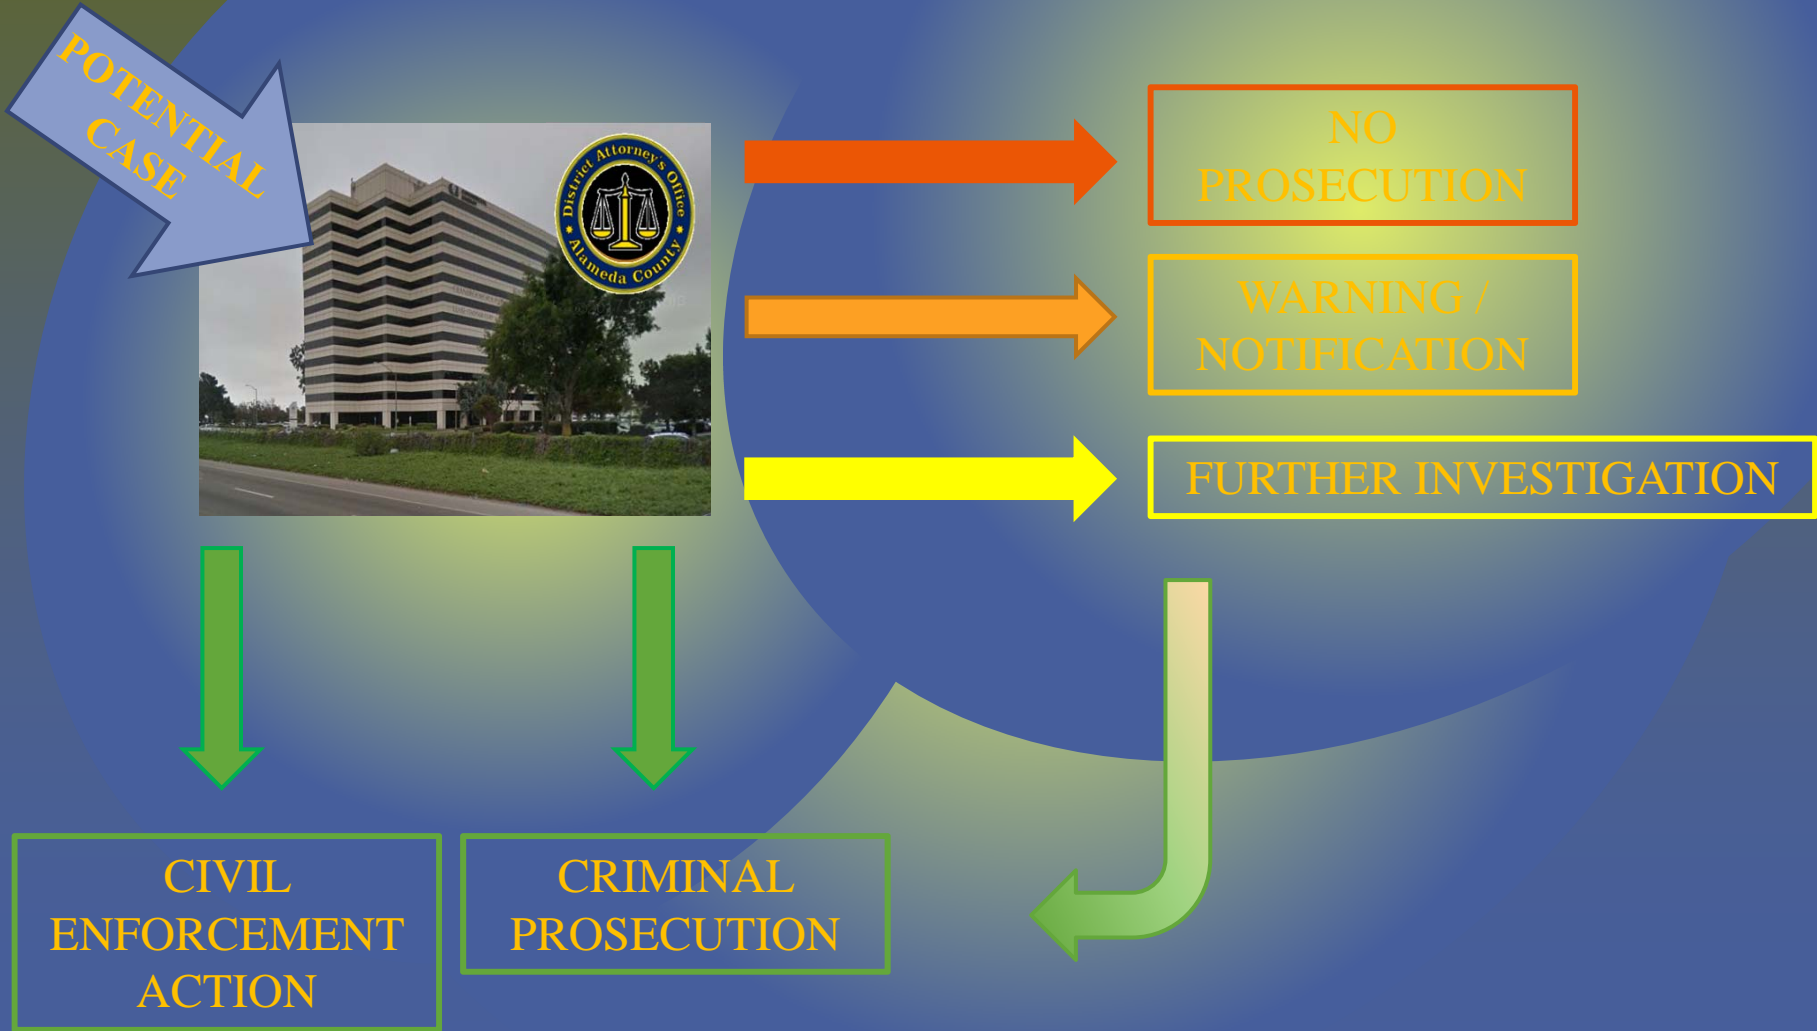 POTENTIAL
CASE
District Attorney's Office
Alameda County
NO
PROSECUTION
WARNING /
NOTIFICATION
FURTHER INVESTIGATION
CIVIL
ENFORCEMENT
ACTION
CRIMINAL
PROSECUTION